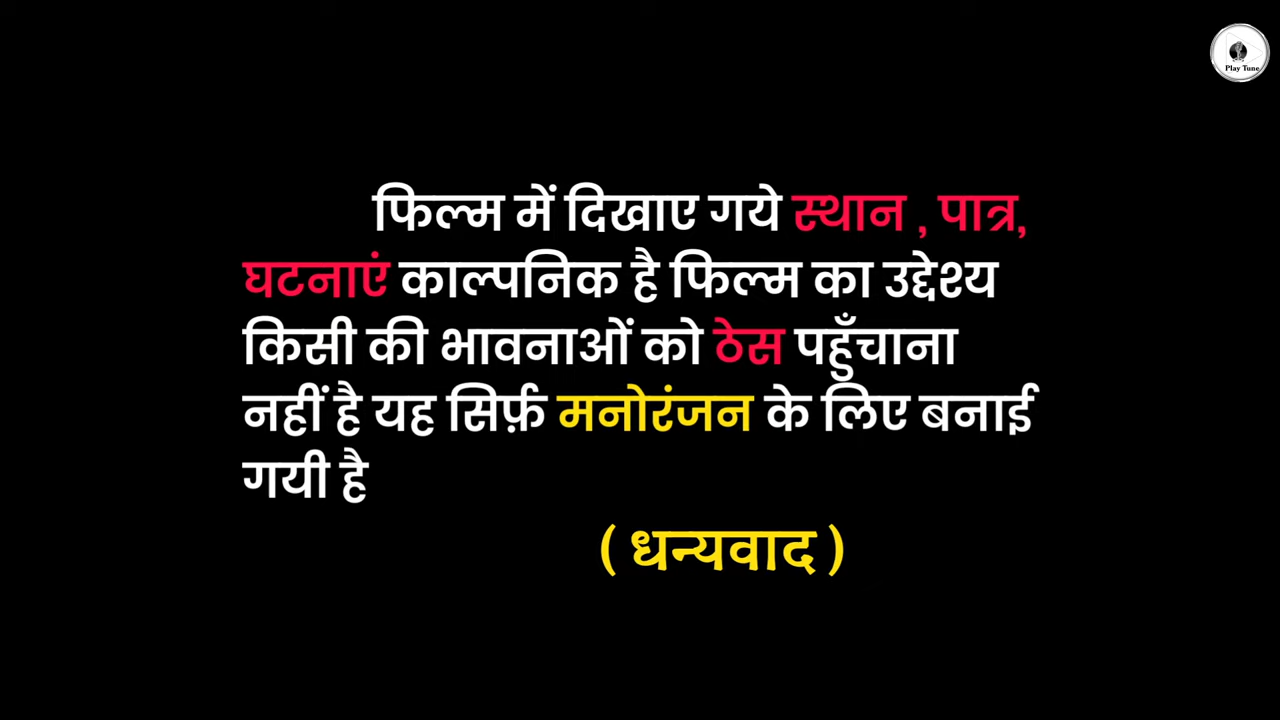 Play Tune
फिल्म में दिखाए गये स्थान , पात्र,
घटनाएं काल्पनिक है फिल्म का उद्देश्य
किसी की भावनाओं को ठेस पहुँचाना
नहीं है यह सिर्फ़ मनोरंजन के लिए बनाई
गयी है
( धन्यवाद )